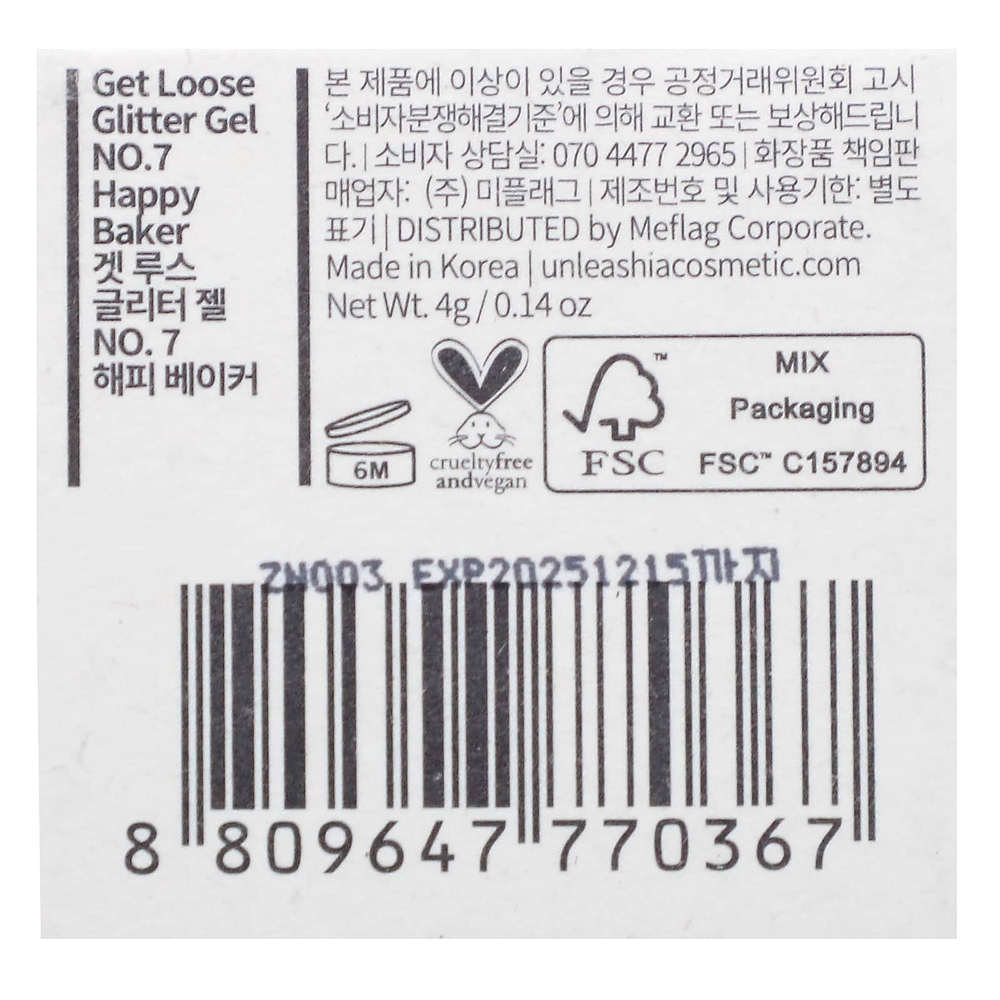 Get Loose
Glitter Gel
NO.7
Happy
Baker
겟 루스
글리터 젤
NO. 7
해피 베이커
본 제품에 이상이 있을 경우 공정거래위원회 고시
‘소비자분쟁해결기준’에 의해 교환 또는 보상해드립니
다. | 소비자 상담실: 070 4477 2965 | 화장품 책임판
매업자: (주) 미플래그 | 제조번호 및 사용기한: 별도
표기 | DISTRIBUTED by Meflag Corporate.
Made in Korea | unleashiacosmetic.com
Net Wt. 4g / 0.14 oz
6M
crueltyfree
andvegan
FSC
™
MIX
Packaging
FSC™ C157894
ZN003 EXP20251215까지
8 809647 770367